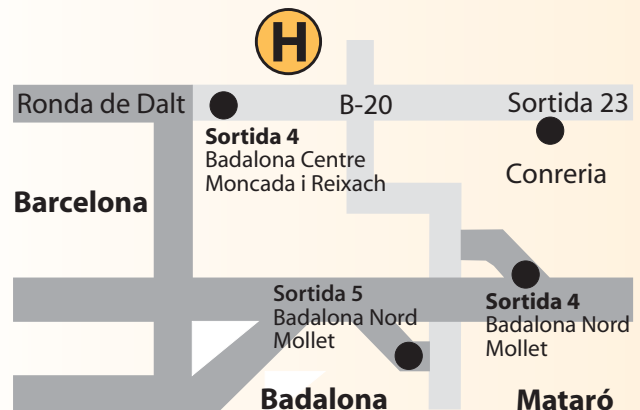 H
Ronda de Dalt
B-20
Sortida 23
Sortida 4
Badalona Centre
Moncada i Reixach
Conreria
Barcelona
Sortida 5
Badalona Nord
Mollet
Sortida 4
Badalona Nord
Mollet
Badalona
Mataró